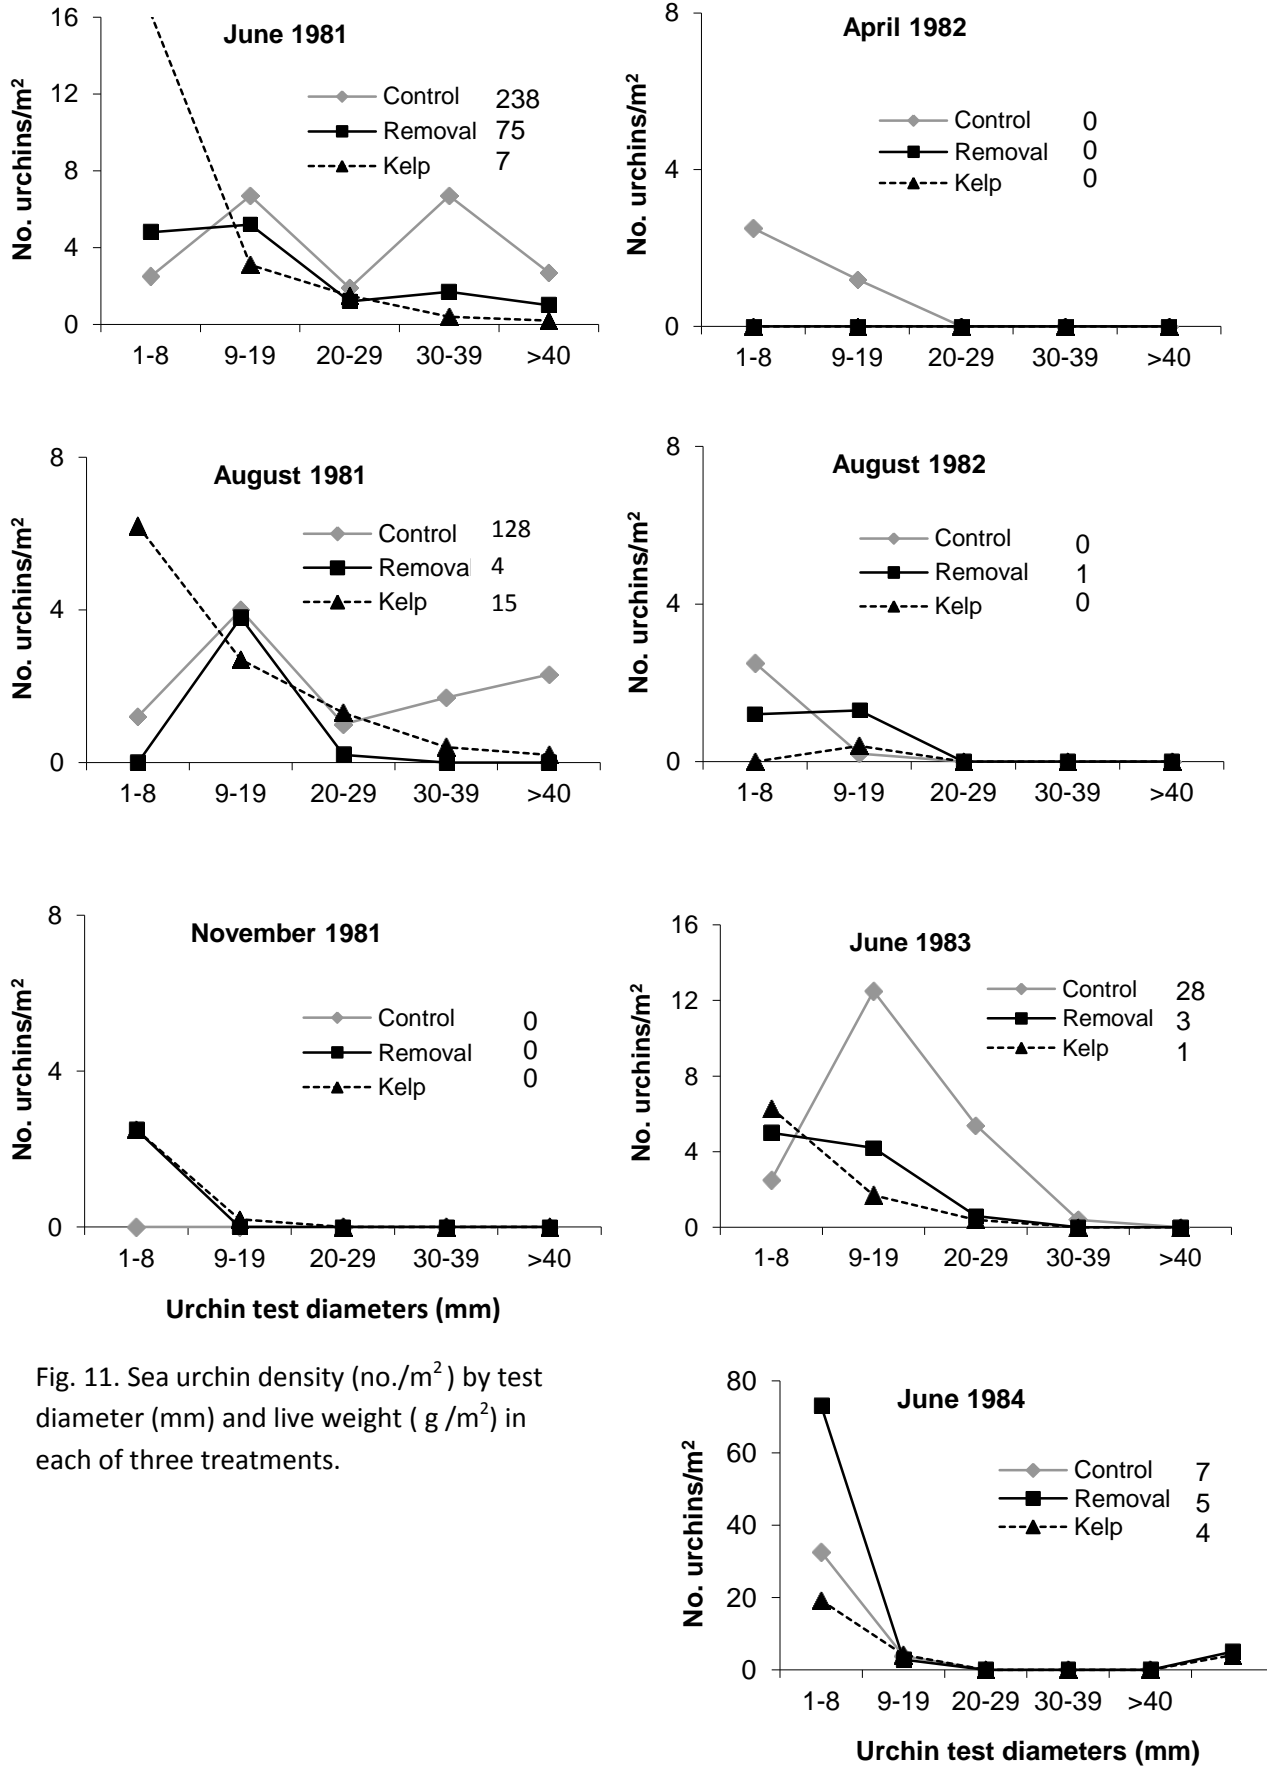 June 1981
No. urchins/m²
16
12
8
4
0
Control 238
Removal 75
Kelp 7
1-8 9-19 20-29 30-39 >40
April 1982
No. urchins/m²
8
4
0
Control 0
Removal 0
Kelp 0
1-8 9-19 20-29 30-39 >40
August 1981
No. urchins/m²
8
4
0
Control 128
Removal 4
Kelp 15
1-8 9-19 20-29 30-39 >40
August 1982
No. urchins/m²
8
4
0
Control 0
Removal 1
Kelp 0
1-8 9-19 20-29 30-39 >40
November 1981
No. urchins/m²
8
4
0
Control 0
Removal 0
Kelp 0
1-8 9-19 20-29 30-39 >40
Urchin test diameters (mm)
June 1983
No. urchins/m²
16
12
8
4
0
Control 28
Removal 3
Kelp 1
1-8 9-19 20-29 30-39 >40
Fig. 11. Sea urchin density (no./m²) by test
diameter (mm) and live weight ( g /m²) in
each of three treatments.
June 1984
No. urchins/m²
80
60
40
20
0
Control 7
Removal 5
Kelp 4
1-8 9-19 20-29 30-39 >40
Urchin test diameters (mm)